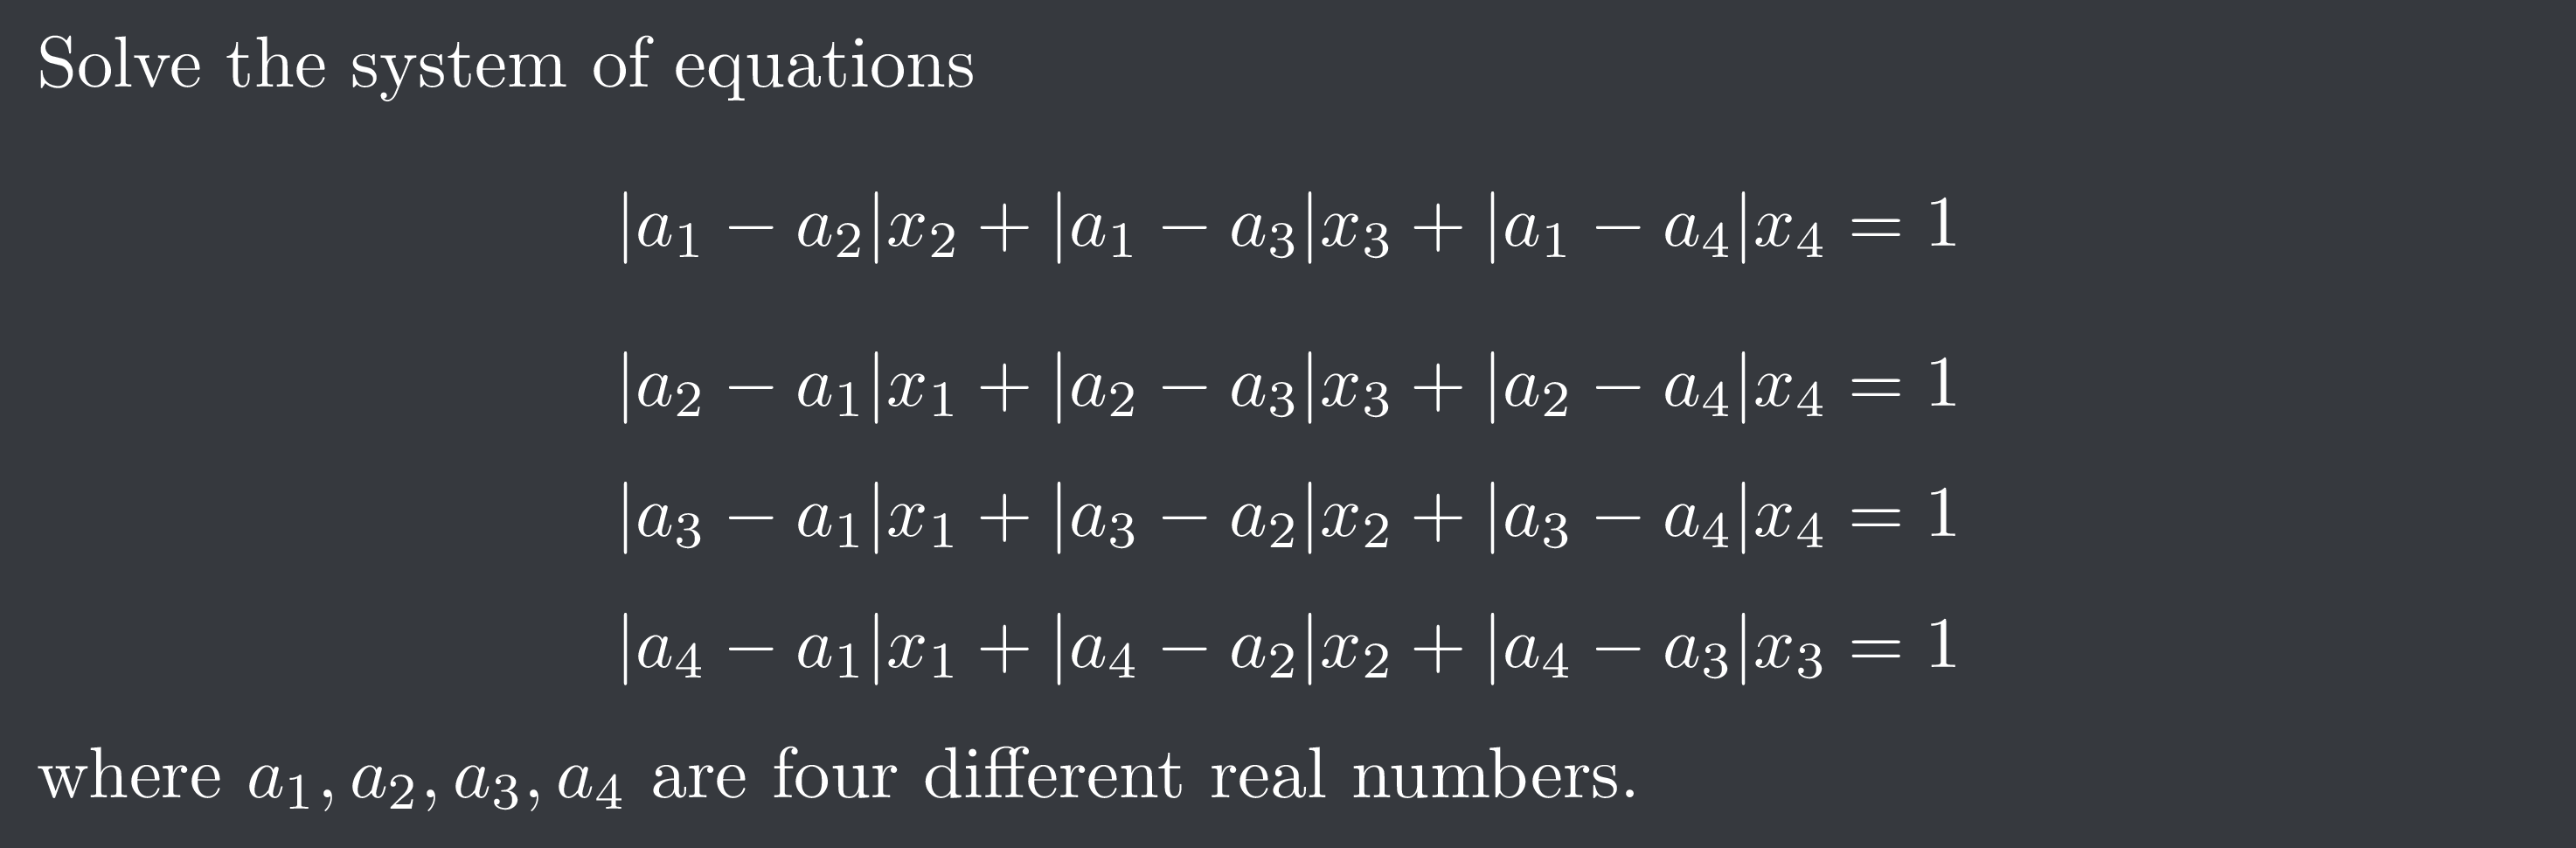 Solve the system of equations
|a₁ − a₂|x₂ + |a₁ − a₃|x₃ + |a₁ − a₄|x₄ = 1
|a₂ − a₁|x₁ + |a₂ − a₃|x₃ + |a₂ − a₄|x₄ = 1
|a₃ − a₁|x₁ + |a₃ − a₂|x₂ + |a₃ − a₄|x₄ = 1
|a₄ − a₁|x₁ + |a₄ − a₂|x₂ + |a₄ − a₃|x₃ = 1
where a₁, a₂, a₃, a₄ are four different real numbers.